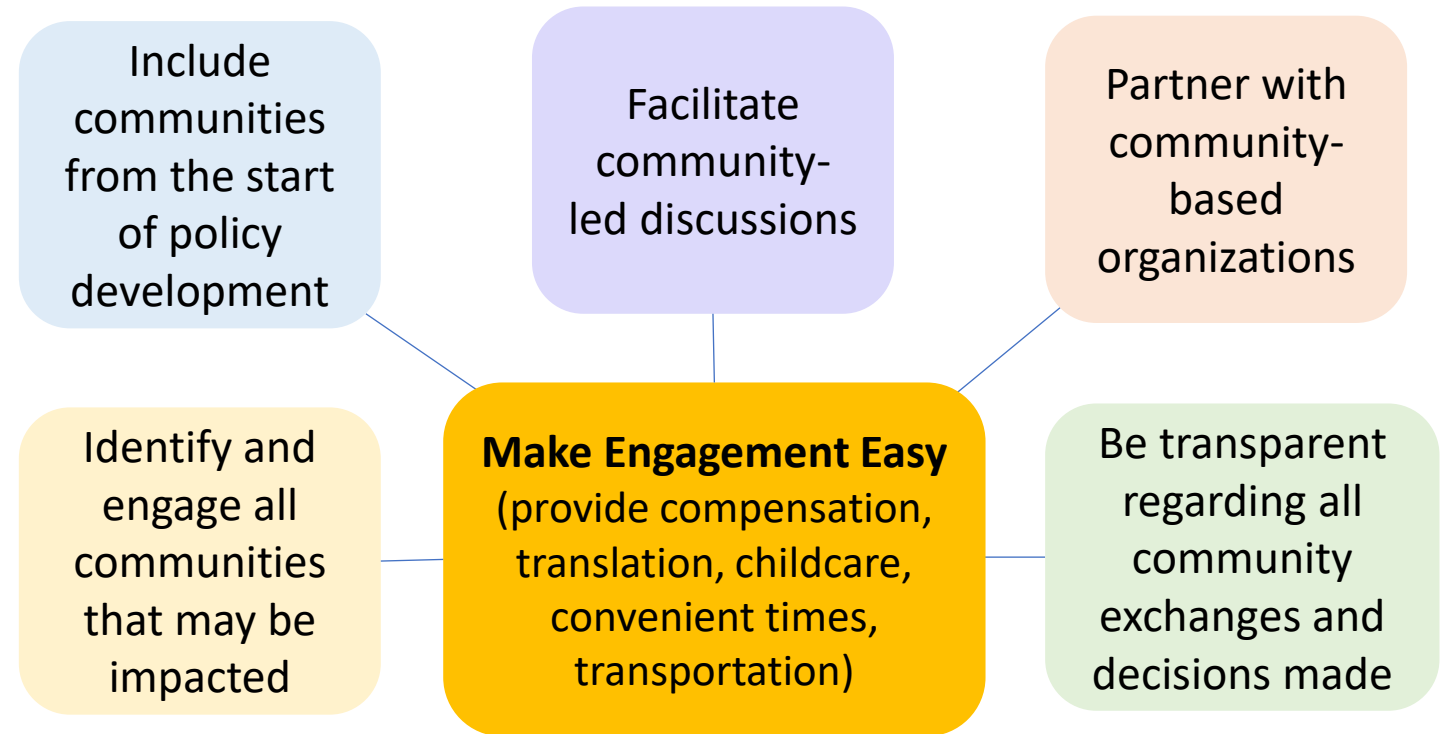 Include
communities
from the start
of policy
development
Facilitate
community-
led discussions
Partner with
community-
based
organizations
Identify and
engage all
communities
that may be
impacted
Make Engagement Easy
(provide compensation,
translation, childcare,
convenient times,
transportation)
Be transparent
regarding all
community
exchanges and
decisions made